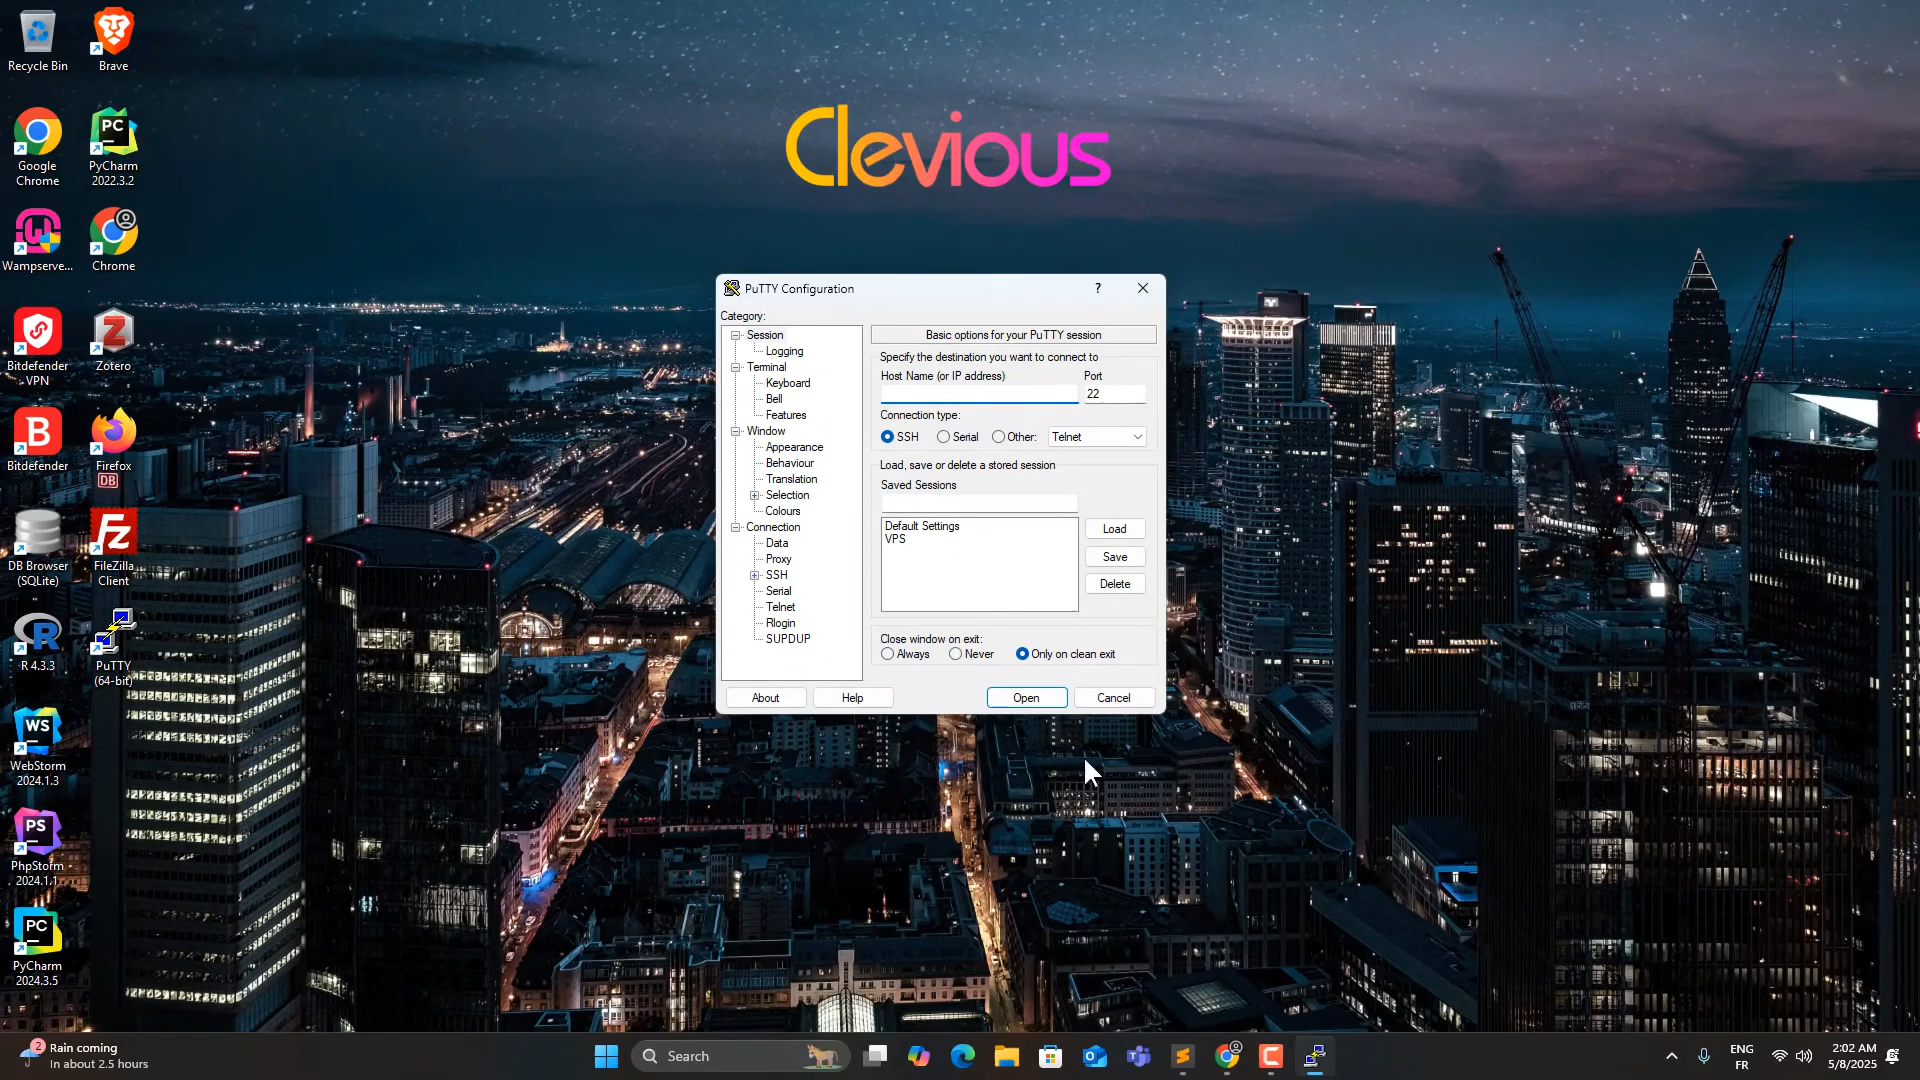 Recycle Bin
Brave
Google
Chrome
PC
PyCharm
2022.3.2
Wampserve...
Chrome
Bitdefender
VPN
Z
Zotero
B
Bitdefender
Firefox
DB
DB Browser
(SQLite)
Fz
FileZilla
Client
R
R 4.3.3
PuTTY
(64-bit)
WS
WebStorm
2024.1.3
PS
PhpStorm
2024.1.1
PC
PyCharm
2024.3.5
Clevious
PuTTY Configuration
?
Category:
Session
Logging
Terminal
Keyboard
Bell
Features
Window
Appearance
Behaviour
Translation
Selection
Colours
Connection
Data
Proxy
SSH
Serial
Telnet
Rlogin
SUPDUP
Basic options for your PuTTY session
Specify the destination you want to connect to
Host Name (or IP address) Port
22
Connection type:
SSH Serial Other: Telnet
Load, save or delete a stored session
Saved Sessions
Default Settings
VPS
Load
Save
Delete
Close window on exit:
Always Never Only on clean exit
About Help Open Cancel
2
Rain coming
In about 2.5 hours
Search
ENG
FR
2:02 AM
5/8/2025